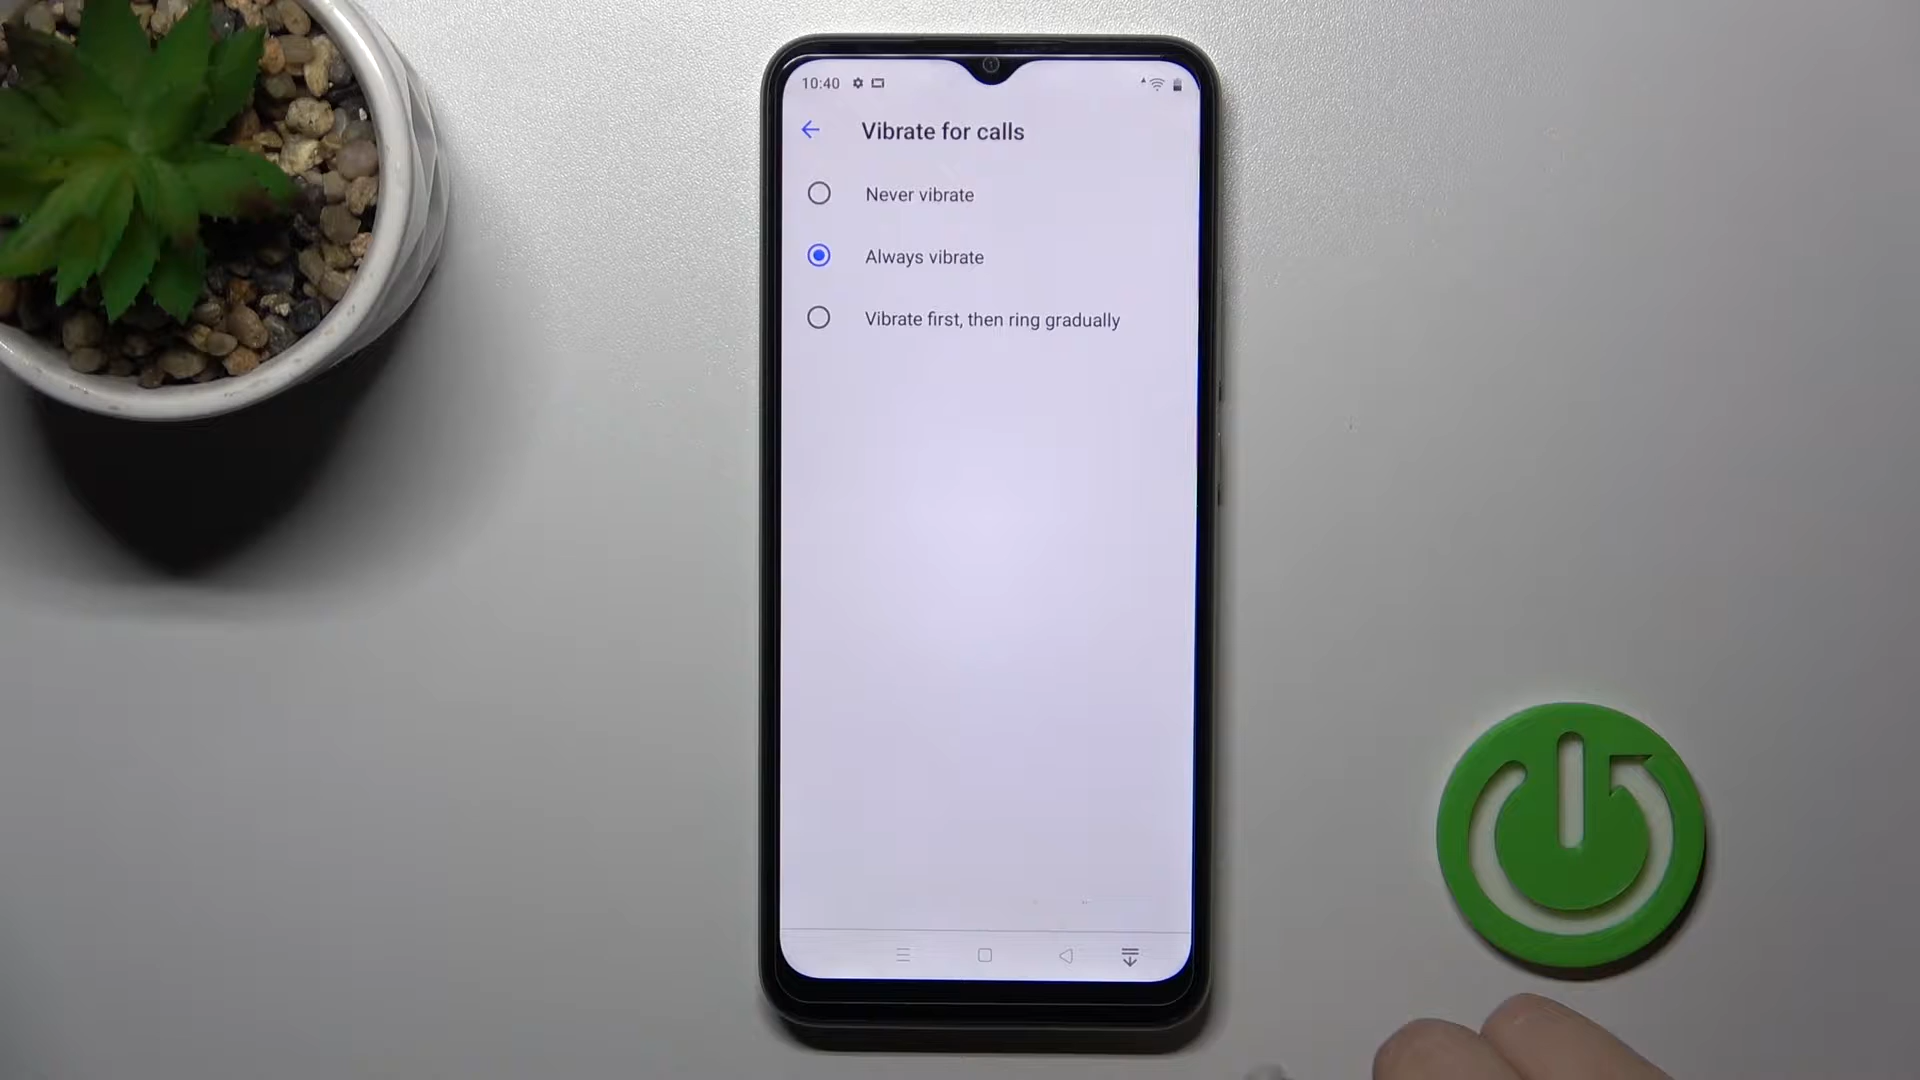 10:40
Vibrate for calls
Never vibrate
Always vibrate
Vibrate first, then ring gradually